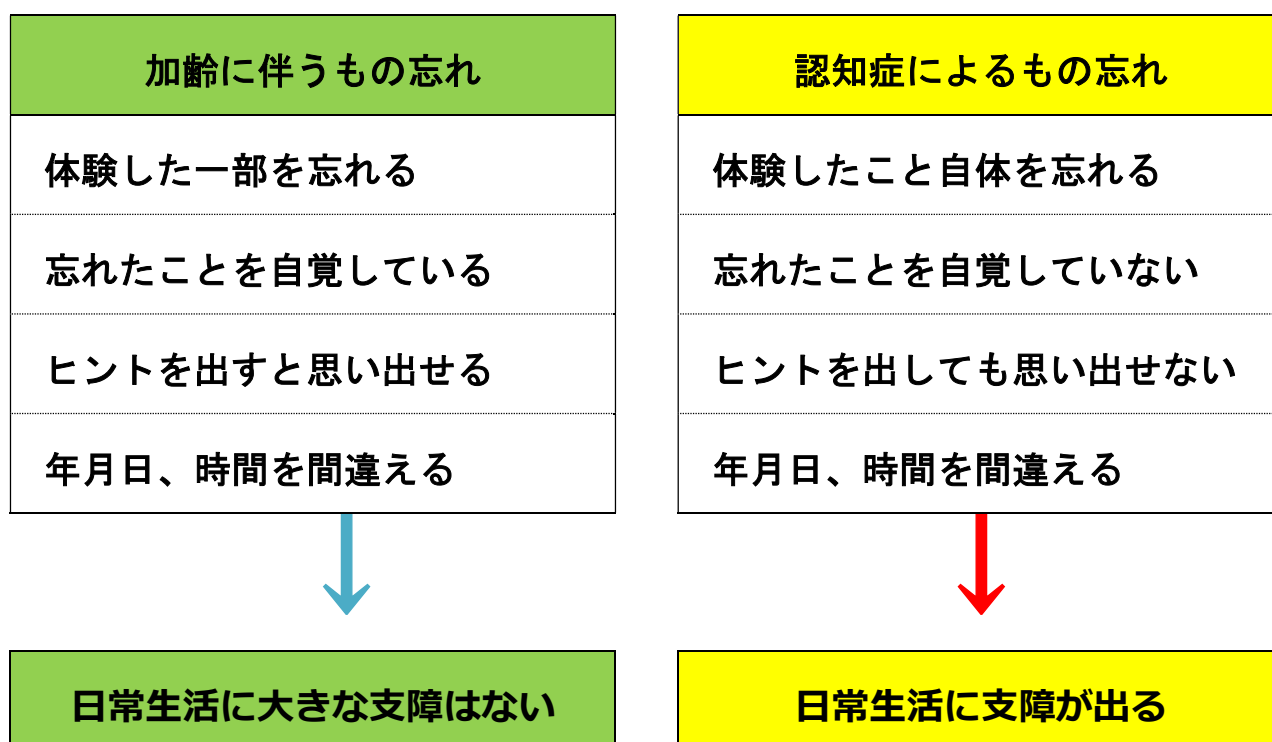 加齢に伴うもの忘れ
体験した一部を忘れる
忘れたことを自覚している
ヒントを出すと思い出せる
年月日、時間を間違える
日常生活に大きな支障はない
認知症によるもの忘れ
体験したこと自体を忘れる
忘れたことを自覚していない
ヒントを出しても思い出せない
年月日、時間を間違える
日常生活に支障が出る